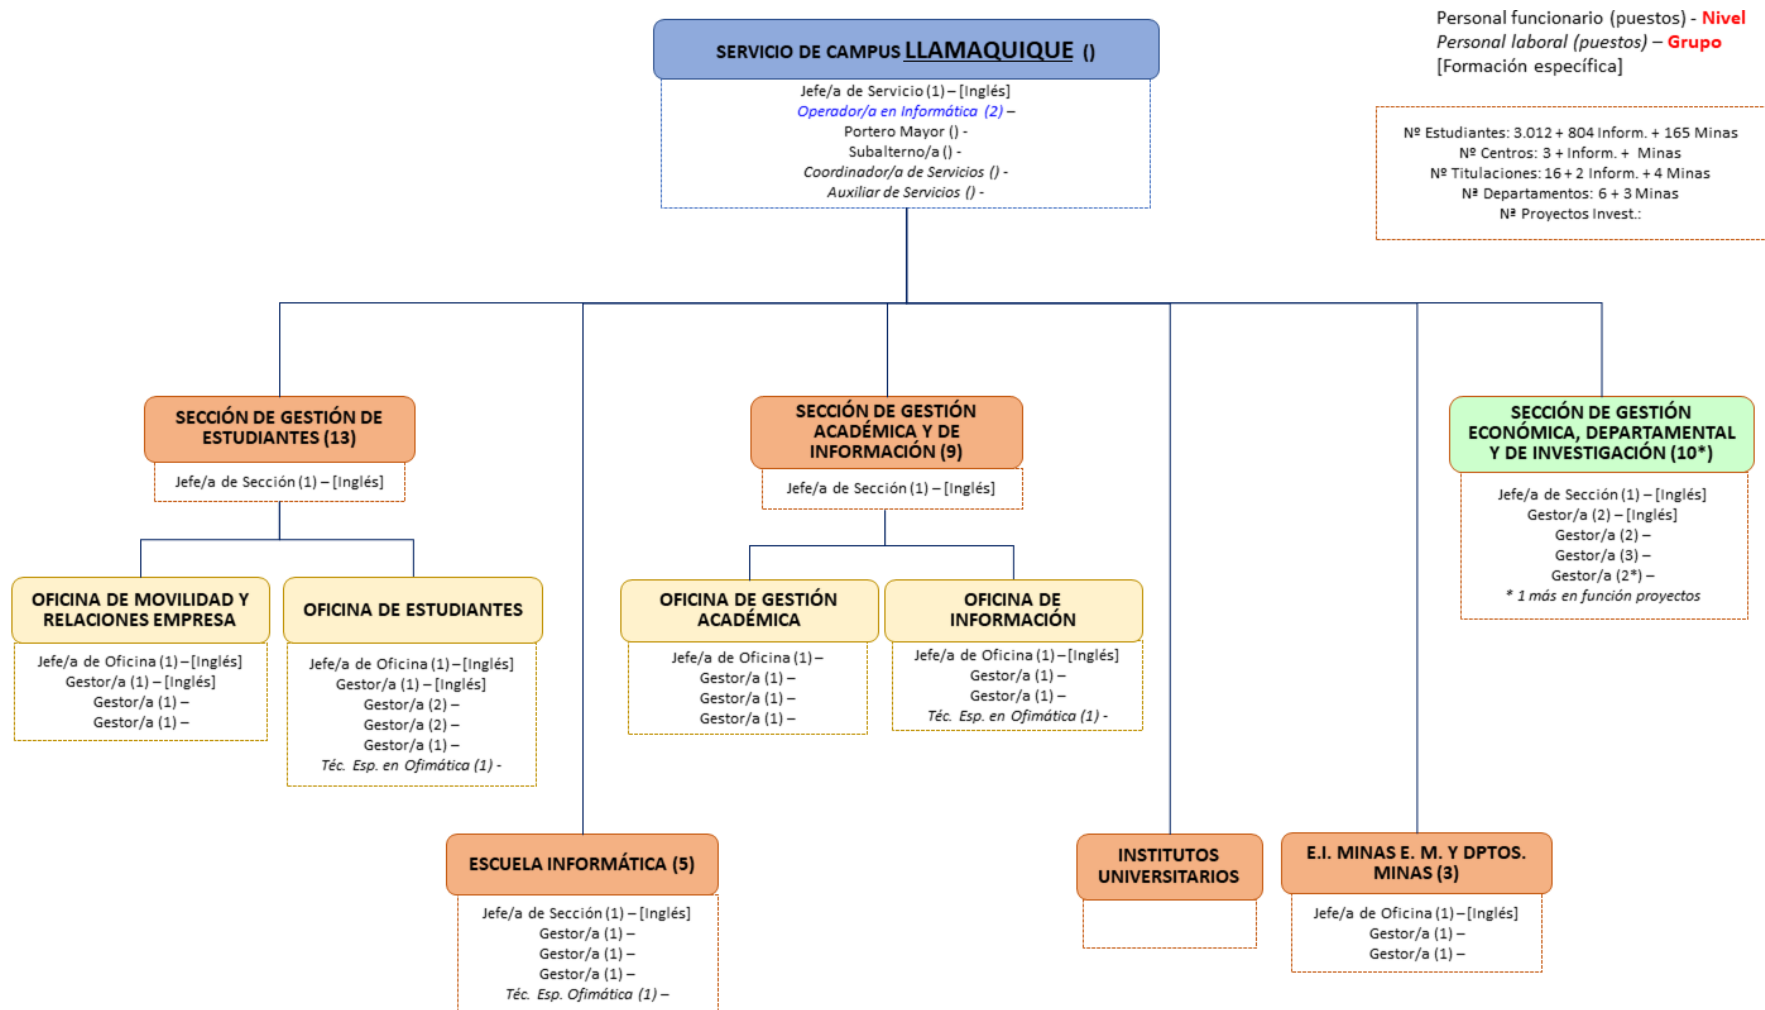 Personal funcionario (puestos) - Nivel
Personal laboral (puestos) – Grupo
[Formación específica]
SERVICIO DE CAMPUS LLAMAQUIQUE ()
Jefe/a de Servicio (1) – [Inglés]
Operador/a en Informática (2) –
Portero Mayor () -
Subalterno/a () -
Coordinador/a de Servicios () -
Auxiliar de Servicios () -
Nº Estudiantes: 3.012 + 804 Inform. + 165 Minas
Nº Centros: 3 + Inform. + Minas
Nº Titulaciones: 16 + 2 Inform. + 4 Minas
Nª Departamentos: 6 + 3 Minas
Nª Proyectos Invest.:
SECCIÓN DE GESTIÓN DE
ESTUDIANTES (13)
Jefe/a de Sección (1) – [Inglés]
SECCIÓN DE GESTIÓN
ACADÉMICA Y DE
INFORMACIÓN (9)
Jefe/a de Sección (1) – [Inglés]
SECCIÓN DE GESTIÓN
ECONÓMICA, DEPARTAMENTAL
Y DE INVESTIGACIÓN (10*)
Jefe/a de Sección (1) – [Inglés]
Gestor/a (2) – [Inglés]
Gestor/a (2) –
Gestor/a (3) –
Gestor/a (2*) –
* 1 más en función proyectos
OFICINA DE MOVILIDAD Y
RELACIONES EMPRESA
Jefe/a de Oficina (1) – [Inglés]
Gestor/a (1) – [Inglés]
Gestor/a (1) –
Gestor/a (1) –
OFICINA DE ESTUDIANTES
Jefe/a de Oficina (1) – [Inglés]
Gestor/a (1) – [Inglés]
Gestor/a (2) –
Gestor/a (2) –
Gestor/a (1) –
Téc. Esp. en Ofimática (1) -
OFICINA DE GESTIÓN
ACADÉMICA
Jefe/a de Oficina (1) –
Gestor/a (1) –
Gestor/a (1) –
Gestor/a (1) –
OFICINA DE
INFORMACIÓN
Jefe/a de Oficina (1) – [Inglés]
Gestor/a (1) –
Gestor/a (1) –
Téc. Esp. en Ofimática (1) -
ESCUELA INFORMÁTICA (5)
Jefe/a de Sección (1) – [Inglés]
Gestor/a (1) –
Gestor/a (1) –
Gestor/a (1) –
Téc. Esp. Ofimática (1) –
INSTITUTOS
UNIVERSITARIOS
E.I. MINAS E. M. Y DPTOS.
MINAS (3)
Jefe/a de Oficina (1) – [Inglés]
Gestor/a (1) –
Gestor/a (1) –